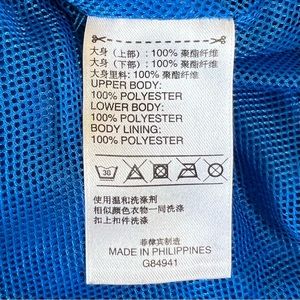 大身（上部）: 100% 聚酯纤维
大身（下部）: 100% 聚酯纤维
大身里料: 100% 聚酯纤维
UPPER BODY:
100% POLYESTER
LOWER BODY:
100% POLYESTER
BODY LINING:
100% POLYESTER
30
使用温和洗涤剂
相似颜色衣物一同洗涤
扣上扣件洗涤
菲律宾制造
MADE IN PHILIPPINES
G84941